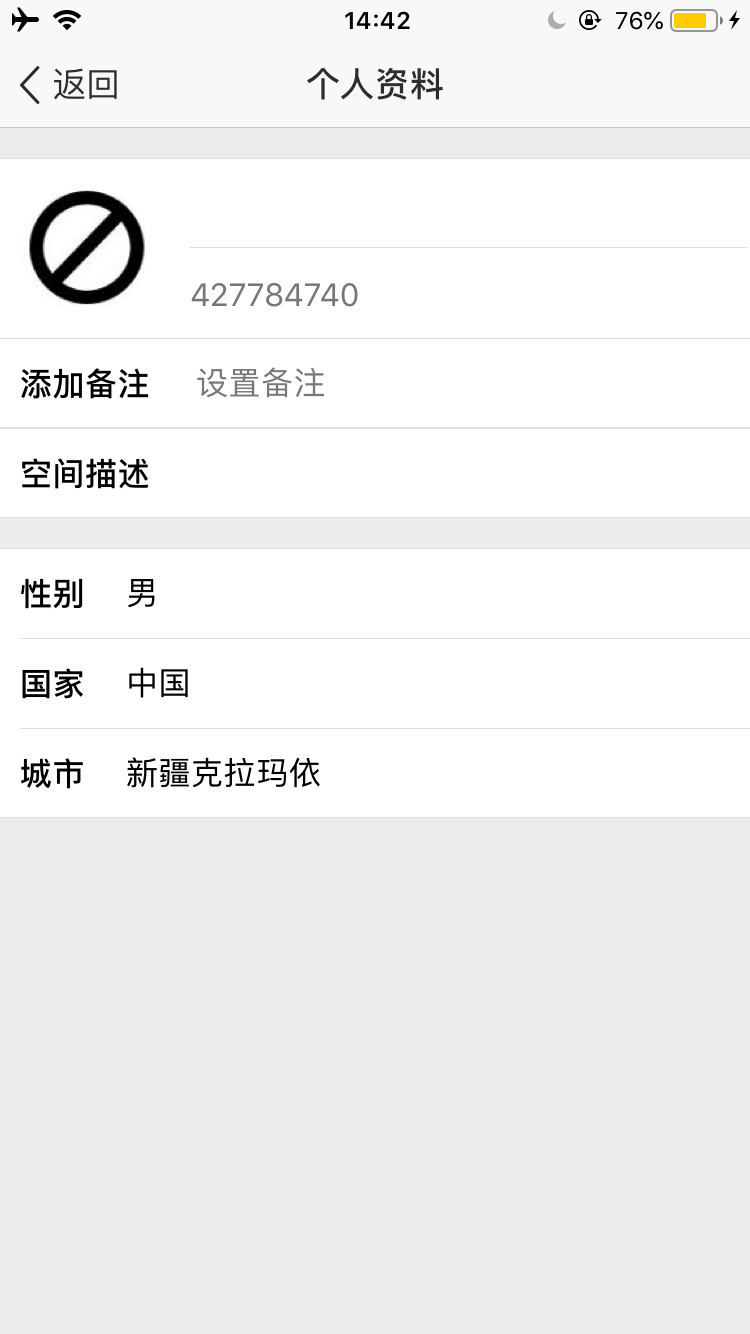 14:42 76%
返回 个人资料
427784740
添加备注 设置备注
空间描述
性别 男
国家 中国
城市 新疆克拉玛依